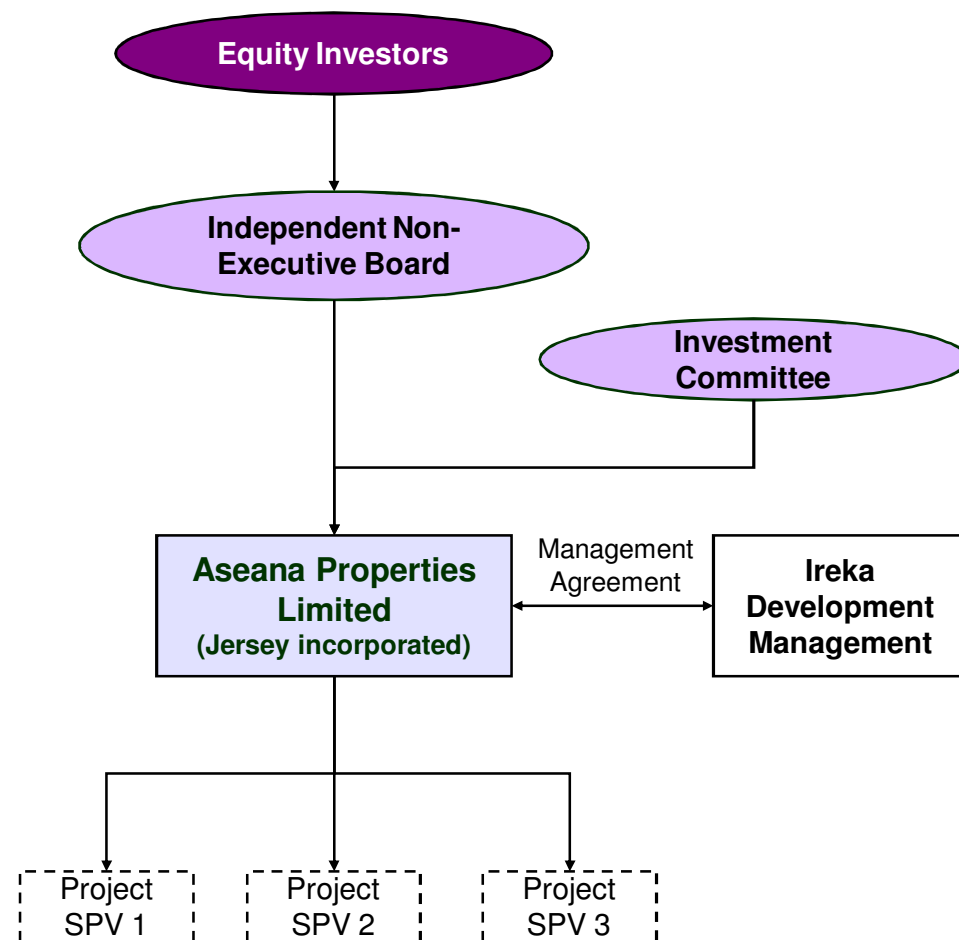 Equity Investors
Independent Non-
Executive Board
Investment
Committee
Aseana Properties
Limited
(Jersey incorporated)
Management
Agreement
Ireka
Development
Management
Project
SPV 1
Project
SPV 2
Project
SPV 3